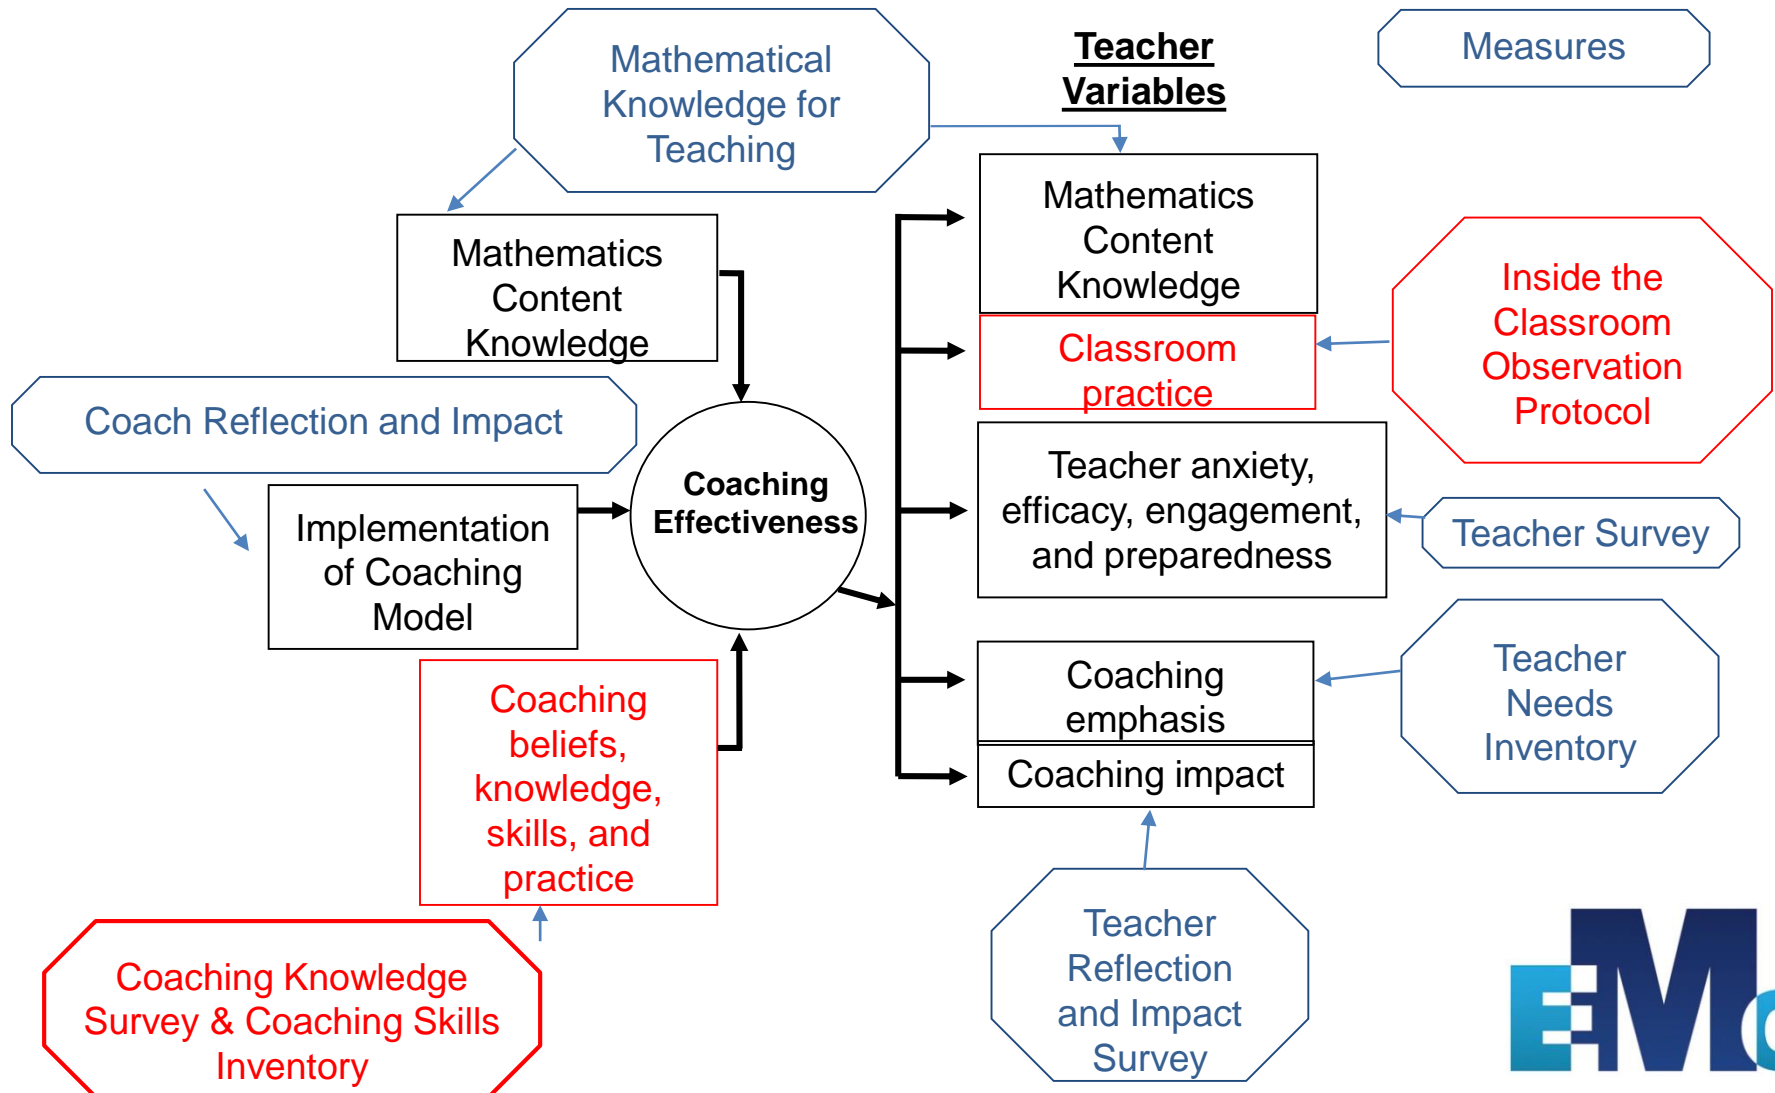 Mathematical
Knowledge for
Teaching
Teacher
Variables
Measures
Mathematics
Content
Knowledge
Mathematics
Content
Knowledge
Inside the
Classroom
Observation
Protocol
Classroom
practice
Coach Reflection and Impact
Coaching
Effectiveness
Teacher anxiety,
efficacy, engagement,
and preparedness
Teacher Survey
Implementation
of Coaching
Model
Coaching
emphasis
Teacher
Needs
Inventory
Coaching
beliefs,
knowledge,
skills, and
practice
Coaching impact
Teacher
Reflection
and Impact
Survey
Coaching Knowledge
Survey & Coaching Skills
Inventory
EMC